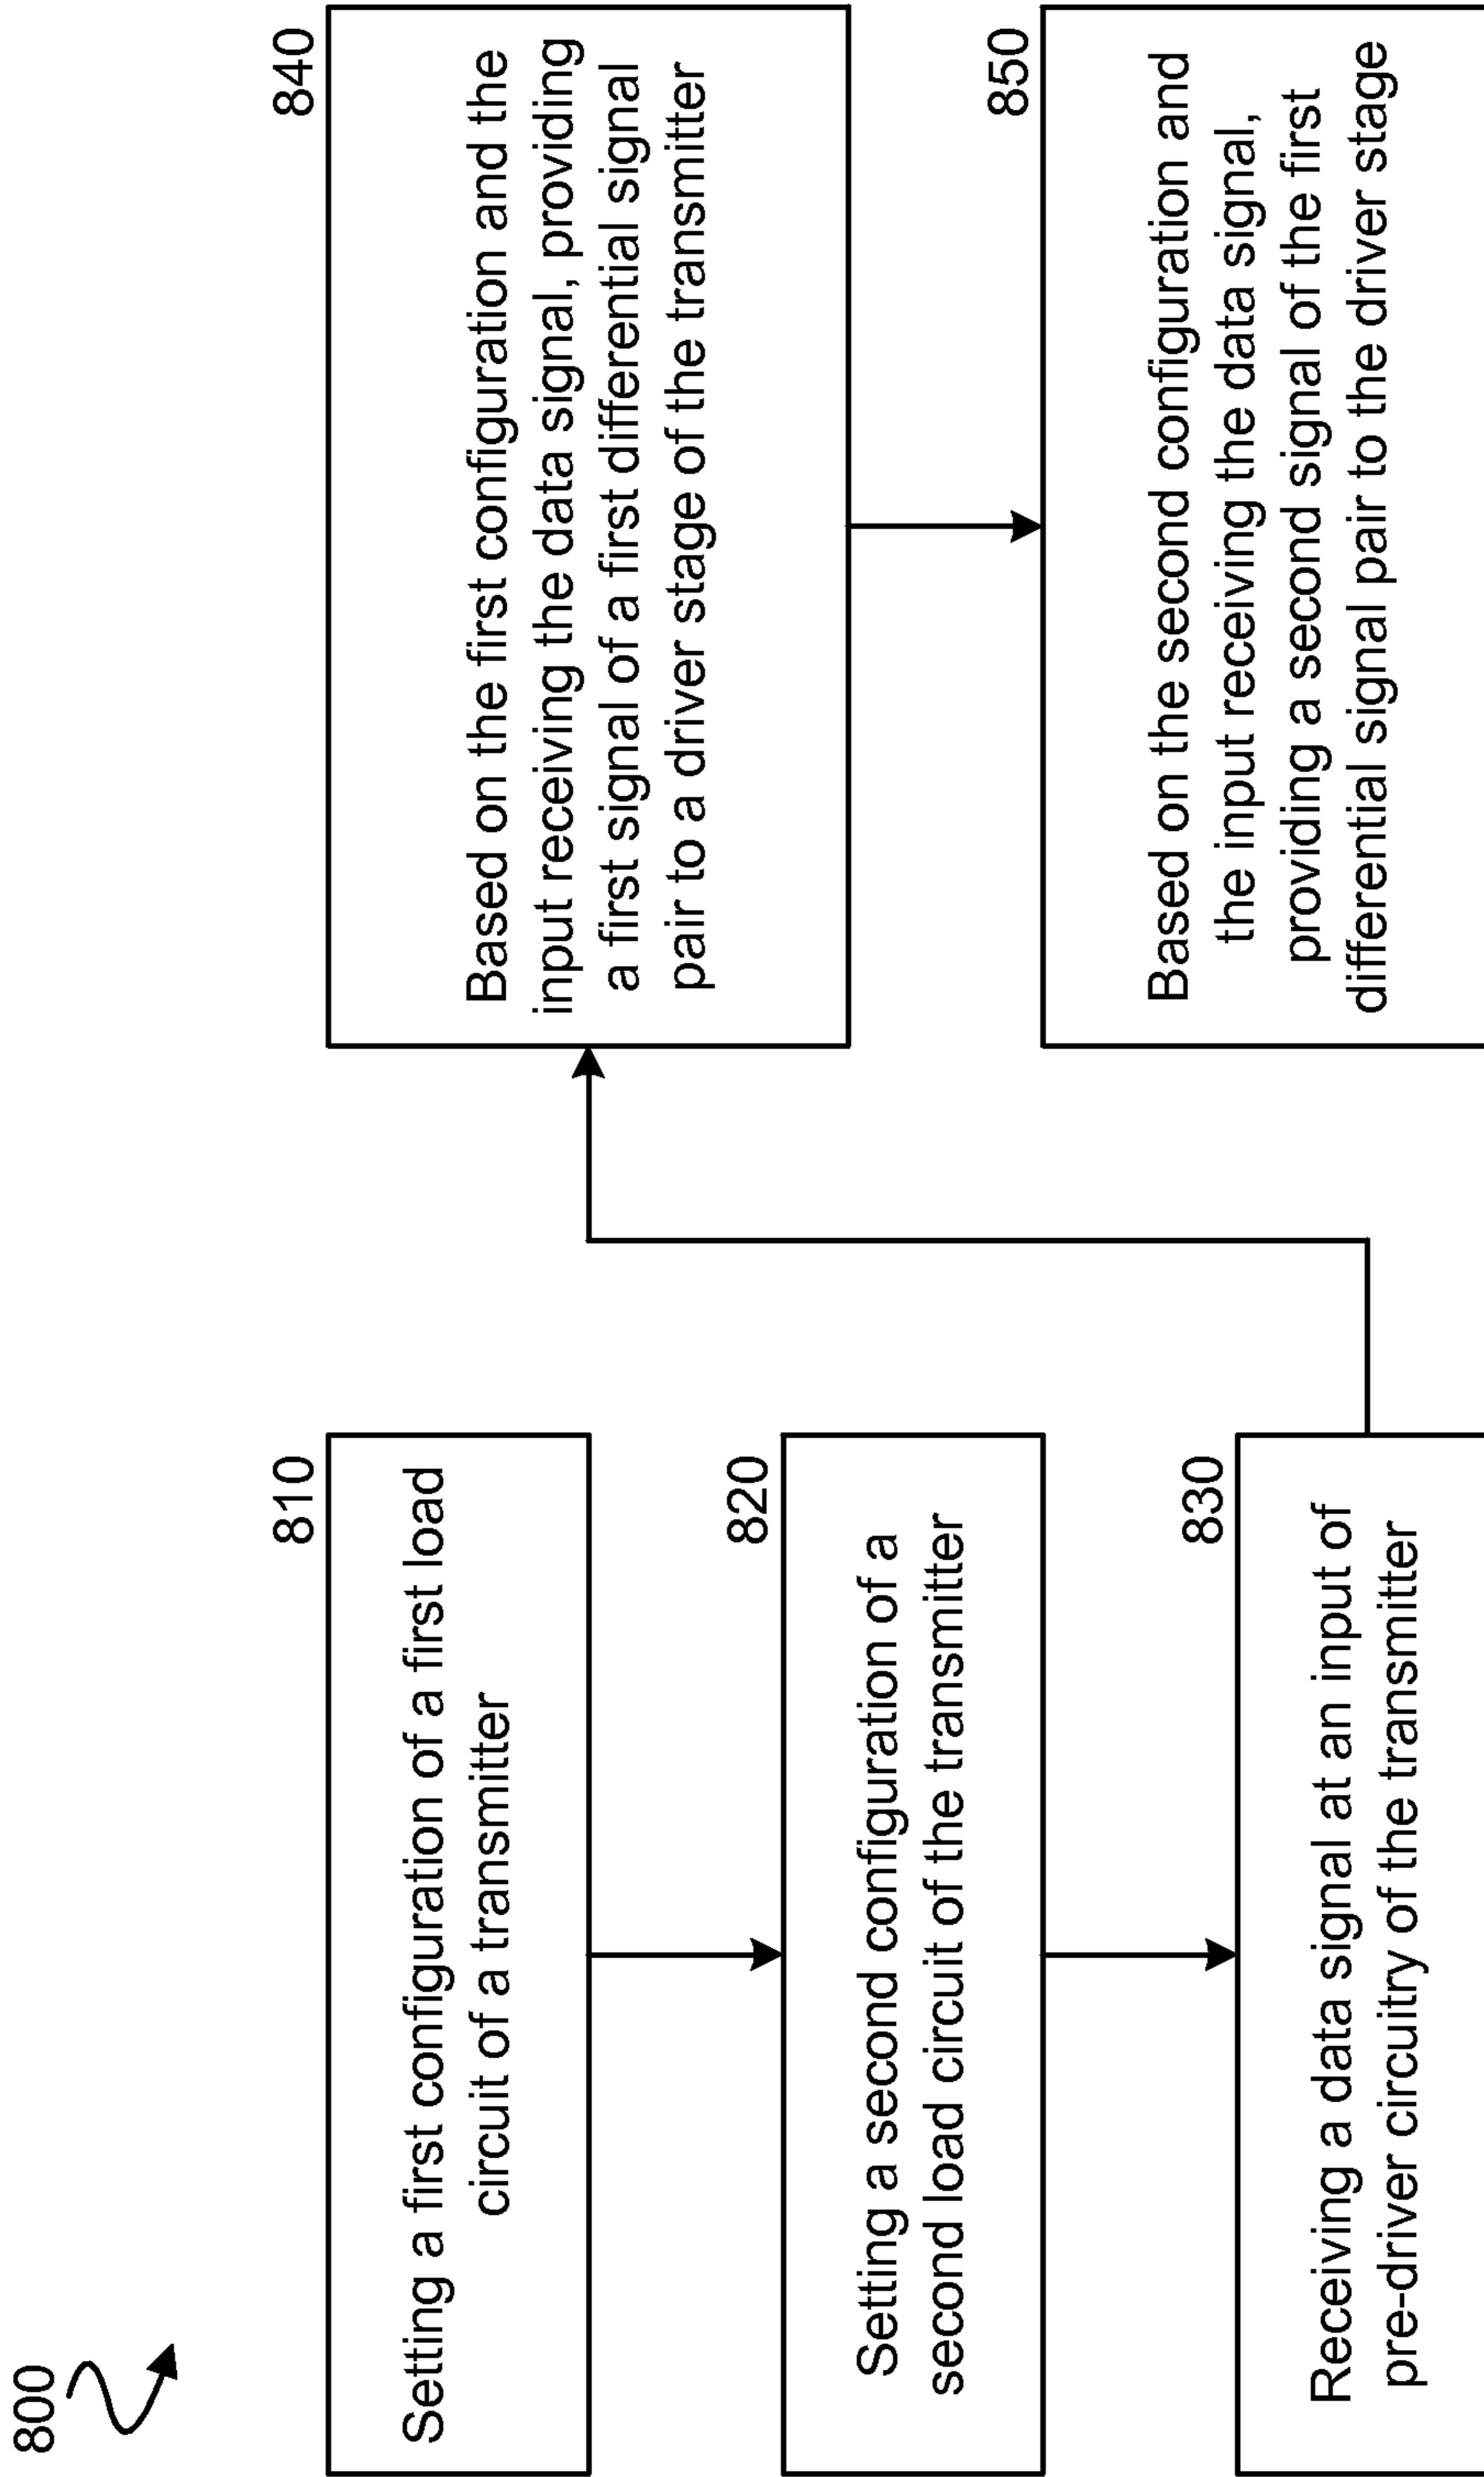 800
810
Setting a first configuration of a first load
circuit of a transmitter
820
Setting a second configuration of a
second load circuit of the transmitter
830
Receiving a data signal at an input of
pre-driver circuitry of the transmitter
840
Based on the first configuration and the
input receiving the data signal, providing
a first signal of a first differential signal
pair to a driver stage of the transmitter
850
Based on the second configuration and
the input receiving the data signal,
providing a second signal of the first
differential signal pair to the driver stage